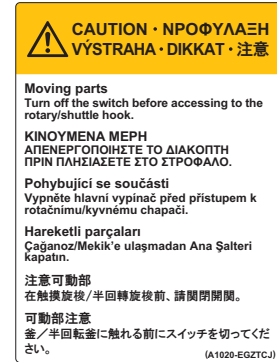 CAUTION・ΝΡΟΦΥΛΑΞΗ
VÝSTRAHA・DIKKAT・注意
Moving parts
Turn off the switch before accessing to the
rotary/shuttle hook.
ΚΙΝΟΥΜΕΝΑ ΜΕΡΗ
ΑΠΕΝΕΡΓΟΠΟΙΗΣΤΕ ΤΟ ΔΙΑΚΟΠΤΗ
ΠΡΙΝ ΠΛΗΣΙΑΣΕΤΕ ΣΤΟ ΣΤΡΟΦΑΛΟ.
Pohybující se součásti
Vypněte hlavní vypínač před přístupem k
rotačnímu/kyvnému chapači.
Hareketli parçaları
Çağanoz/Mekik'e ulaşmadan Ana Şalteri
kapatın.
注意可動部
在触摸旋梭/半回轉旋梭前、請関閉開関。
可動部注意
釜／半回転釜に触れる前にスイッチを切ってくだ
さい。
(A1020-EGZTCJ)